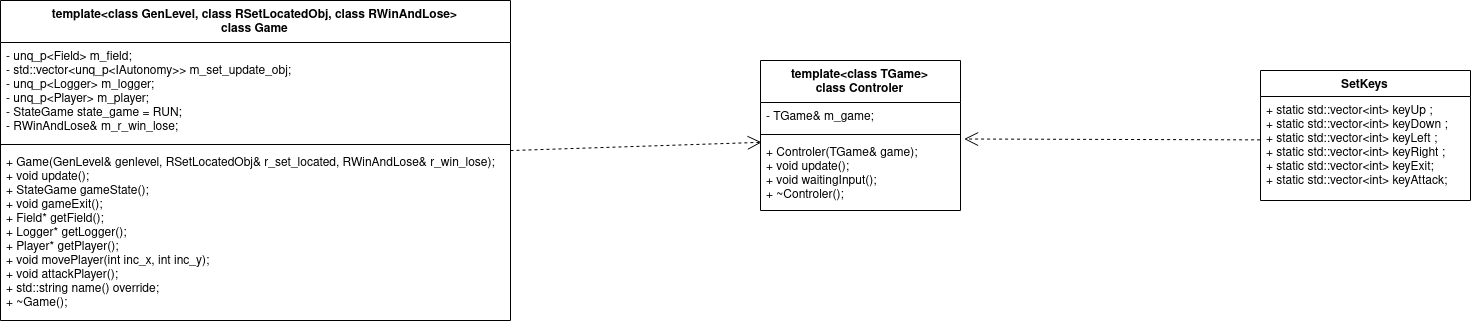 template<class GenLevel, class RSetLocatedObj, class RWinAndLose>
class Game
- unq_p<Field> m_field;
- std::vector<unq_p<IAutonomy>> m_set_update_obj;
- unq_p<Logger> m_logger;
- unq_p<Player> m_player;
- StateGame state_game = RUN;
- RWinAndLose& m_r_win_lose;
+ Game(GenLevel& genlevel, RSetLocatedObj& r_set_located, RWinAndLose& r_win_lose);
+ void update();
+ StateGame gameState();
+ void gameExit();
+ Field* getField();
+ Logger* getLogger();
+ Player* getPlayer();
+ void movePlayer(int inc_x, int inc_y);
+ void attackPlayer();
+ std::string name() override;
+ ~Game();
template<class TGame>
class Controler
- TGame& m_game;
+ Controler(TGame& game);
+ void update();
+ void waitingInput();
+ ~Controler();
SetKeys
+ static std::vector<int> keyUp ;
+ static std::vector<int> keyDown ;
+ static std::vector<int> keyLeft ;
+ static std::vector<int> keyRight ;
+ static std::vector<int> keyExit;
+ static std::vector<int> keyAttack;